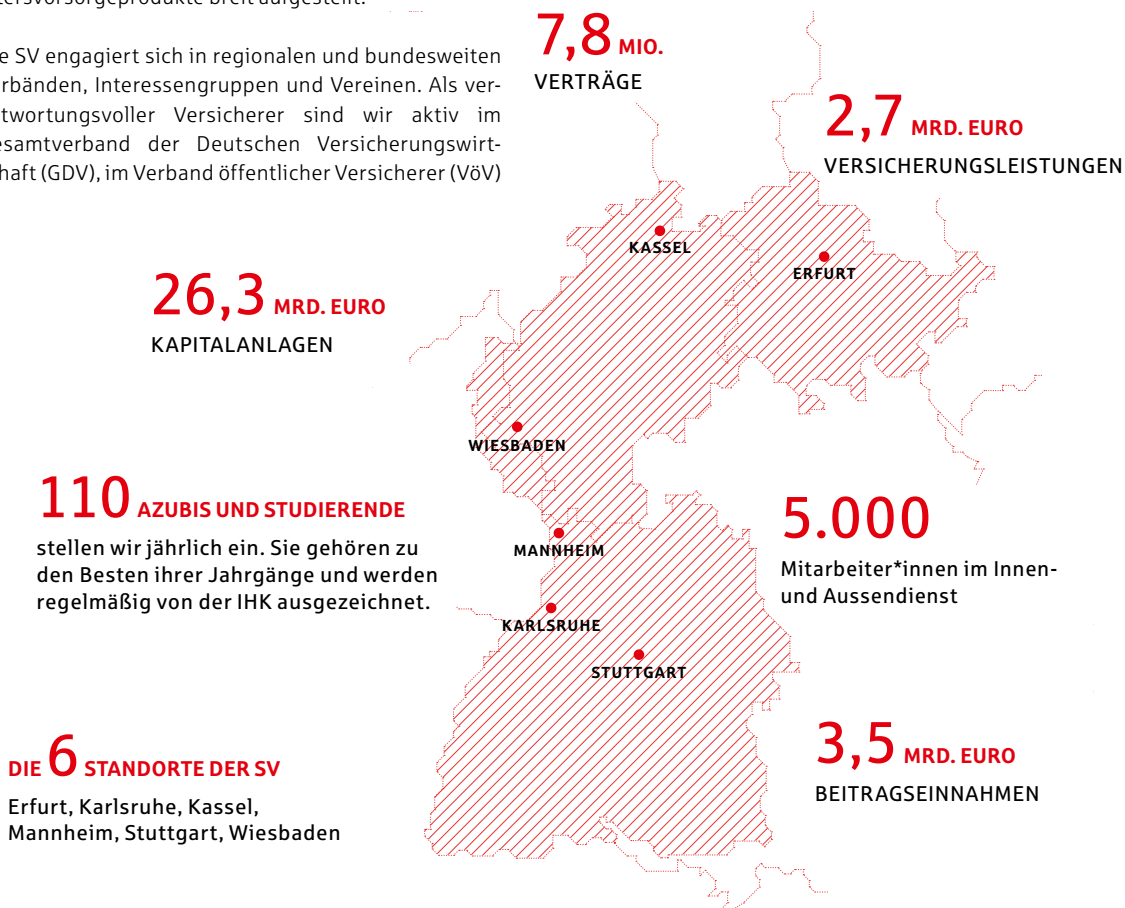 tersvorsorgeprodukte breit aufgestellt.
e SV engagiert sich in regionalen und bundesweiten
rbänden, Interessengruppen und Vereinen. Als ver-
twortungsvoller Versicherer sind wir aktiv im
esamtverband der Deutschen Versicherungswirt-
haft (GDV), im Verband öffentlicher Versicherer (VöV)
7,8 MIO.
VERTRÄGE
2,7 MRD. EURO
VERSICHERUNGSLEISTUNGEN
26,3 MRD. EURO
KAPITALANLAGEN
110 AZUBIS UND STUDIERENDE
stellen wir jährlich ein. Sie gehören zu
den Besten ihrer Jahrgänge und werden
regelmäßig von der IHK ausgezeichnet.
DIE 6 STANDORTE DER SV
Erfurt, Karlsruhe, Kassel,
Mannheim, Stuttgart, Wiesbaden
KASSEL
ERFURT
WIESBADEN
MANNHEIM
KARLSRUHE
STUTTGART
5.000
Mitarbeiter*innen im Innen-
und Aussendienst
3,5 MRD. EURO
BEITRAGSEINNAHMEN